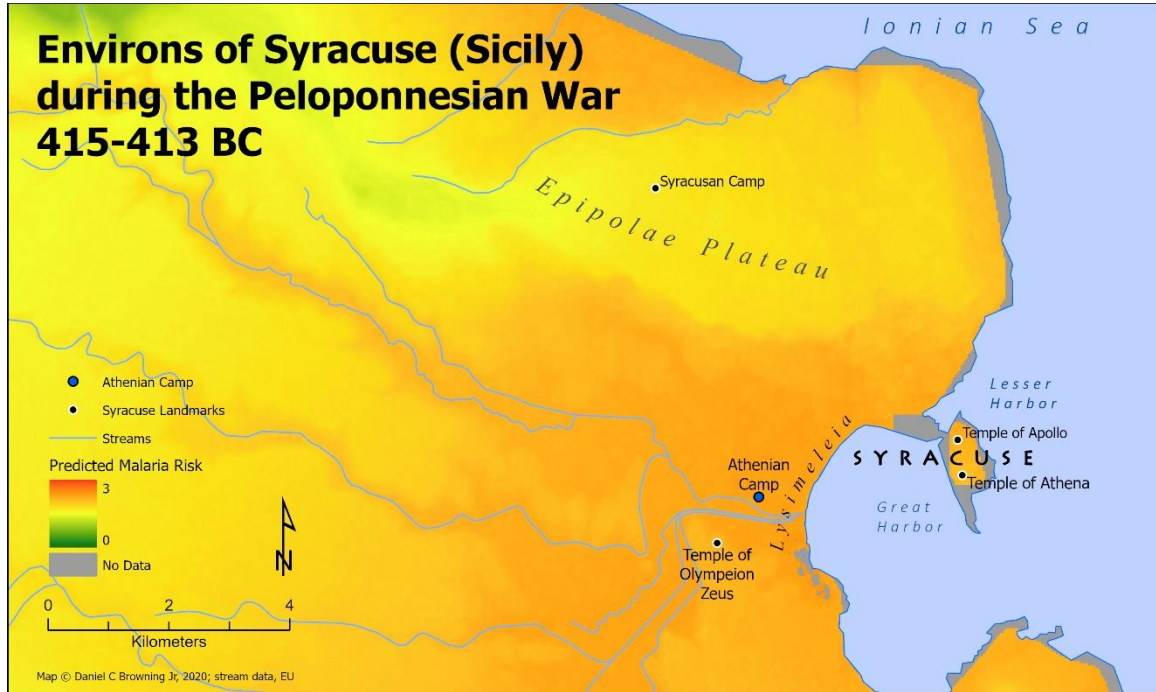 Ionian Sea
Environs of Syracuse (Sicily)
during the Peloponnesian War
415-413 BC
Syracusan Camp
Epipolae Plateau
Athenian Camp
Syracuse Landmarks
Streams
Predicted Malaria Risk
3
0
No Data
N
0 2 4
Kilometers
Map © Daniel C Browning Jr, 2020; stream data, EU
Lesser
Harbor
Temple of Apollo
SYRACUSE
Temple of Athena
Great
Harbor
Lysimeleia
Athenian
Camp
Temple of
Olympeion
Zeus